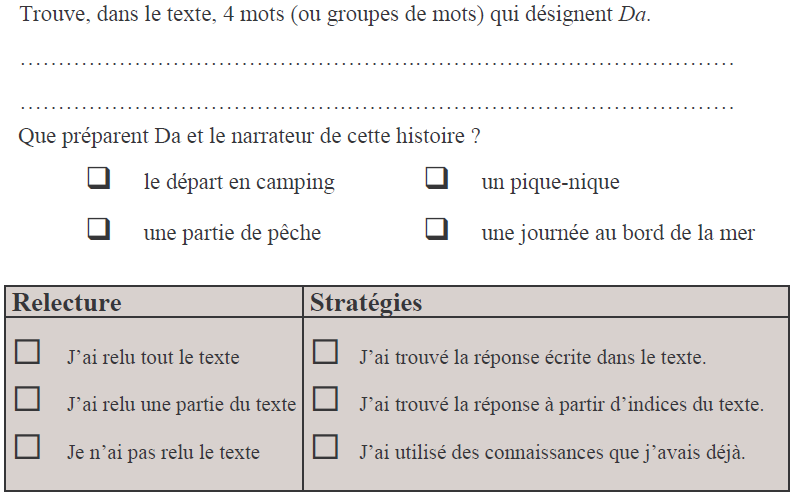 Trouve, dans le texte, 4 mots (ou groupes de mots) qui désignent Da.
……………………………………………….……………………………………
……………………………………….……………………………………………
Que préparent Da et le narrateur de cette histoire ?
❑ le départ en camping ❑ un pique-nique
❑ une partie de pêche ❑ une journée au bord de la mer
Relecture Stratégies
☐ J’ai relu tout le texte ☐ J’ai trouvé la réponse écrite dans le texte.
☐ J’ai relu une partie du texte ☐ J’ai trouvé la réponse à partir d’indices du texte.
☐ Je n’ai pas relu le texte ☐ J’ai utilisé des connaissances que j’avais déjà.